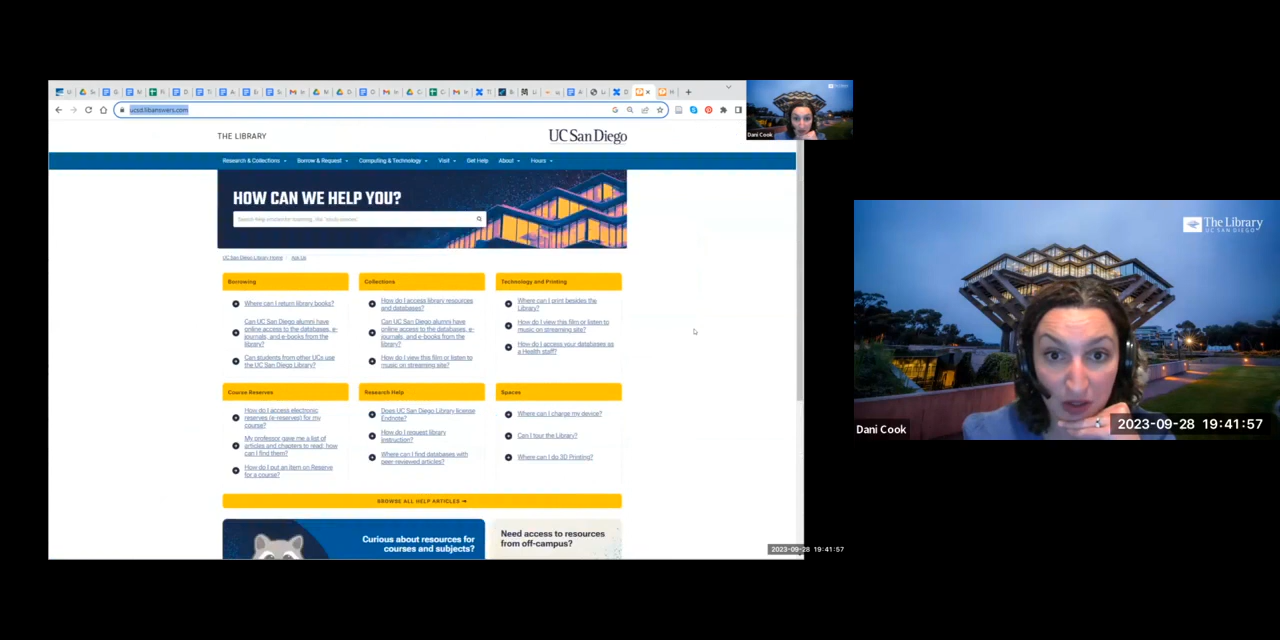 ucsd.libanswers.com
Dani Cook
THE LIBRARY
UC San Diego
Research & Collections
Borrow & Request
Computing & Technology
Visit
Get Help
About
Hours
HOW CAN WE HELP YOU?
UC San Diego Library Home
Ask Us
Borrowing
Where can I return library books?
Can UC San Diego alumni have
online access to the databases, e-
journals, and e-books from the
library?
Can students from other UCs use
the UC San Diego Library?
Collections
How do I access library resources
and databases?
Can UC San Diego alumni have
online access to the databases, e-
journals, and e-books from the
library?
How do I view this film or listen to
music on streaming site?
Technology and Printing
Where can I print besides the
Library?
How do I view this film or listen to
music on streaming site?
How do I access your databases as
a Health staff?
Course Reserves
How do I access electronic
reserves (e-reserves) for my
course?
My professor gave me a list of
articles and chapters to read, how
can I find them?
How do I put an item on Reserve
for a course?
Research Help
Does UC San Diego Library license
Endnote?
How do I request library
instruction?
Where can I find databases with
peer-reviewed articles?
Spaces
Where can I charge my device?
Can I tour the Library?
Where can I do 3D Printing?
BROWSE ALL HELP ARTICLES
Curious about resources for
courses and subjects?
Need access to resources
from off-campus?
2023-09-28 19:41:57
The Library
UC SAN DIEGO
Dani Cook
2023-09-28 19:41:57